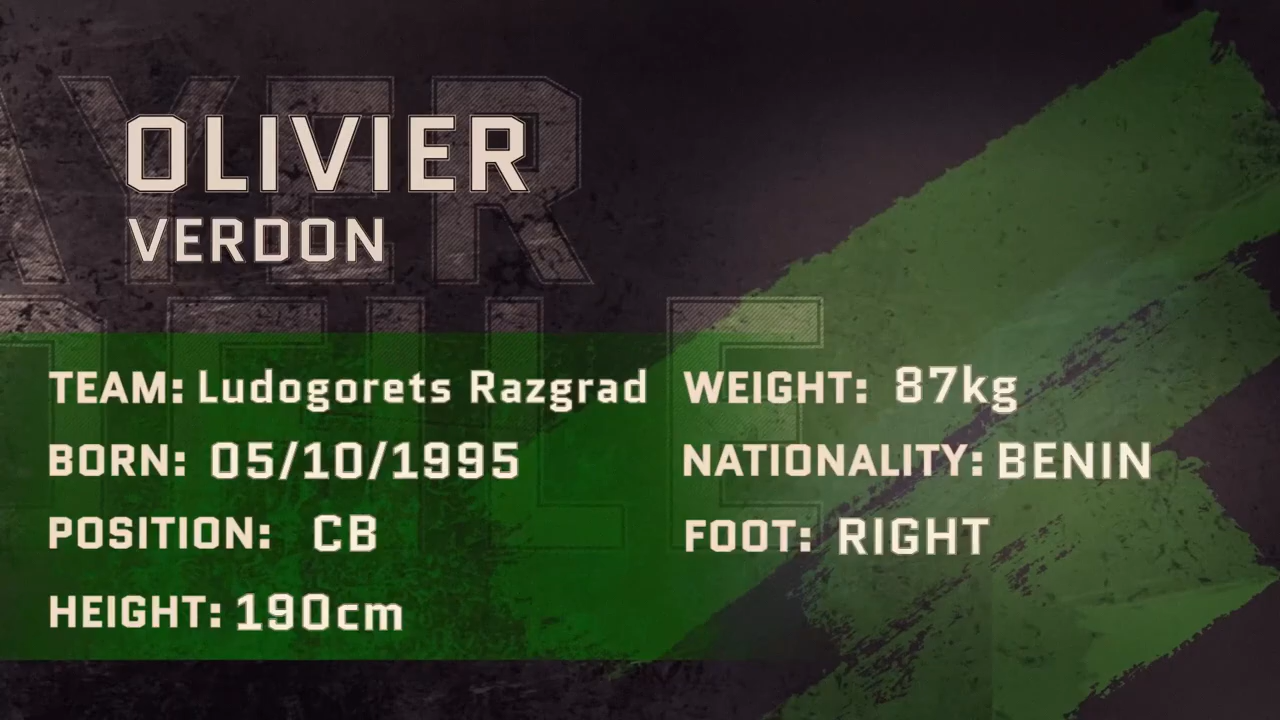 OLIVIER
VERDON
TEAM: Ludogorets Razgrad
BORN: 05/10/1995
POSITION: CB
HEIGHT: 190cm
WEIGHT: 87kg
NATIONALITY: BENIN
FOOT: RIGHT